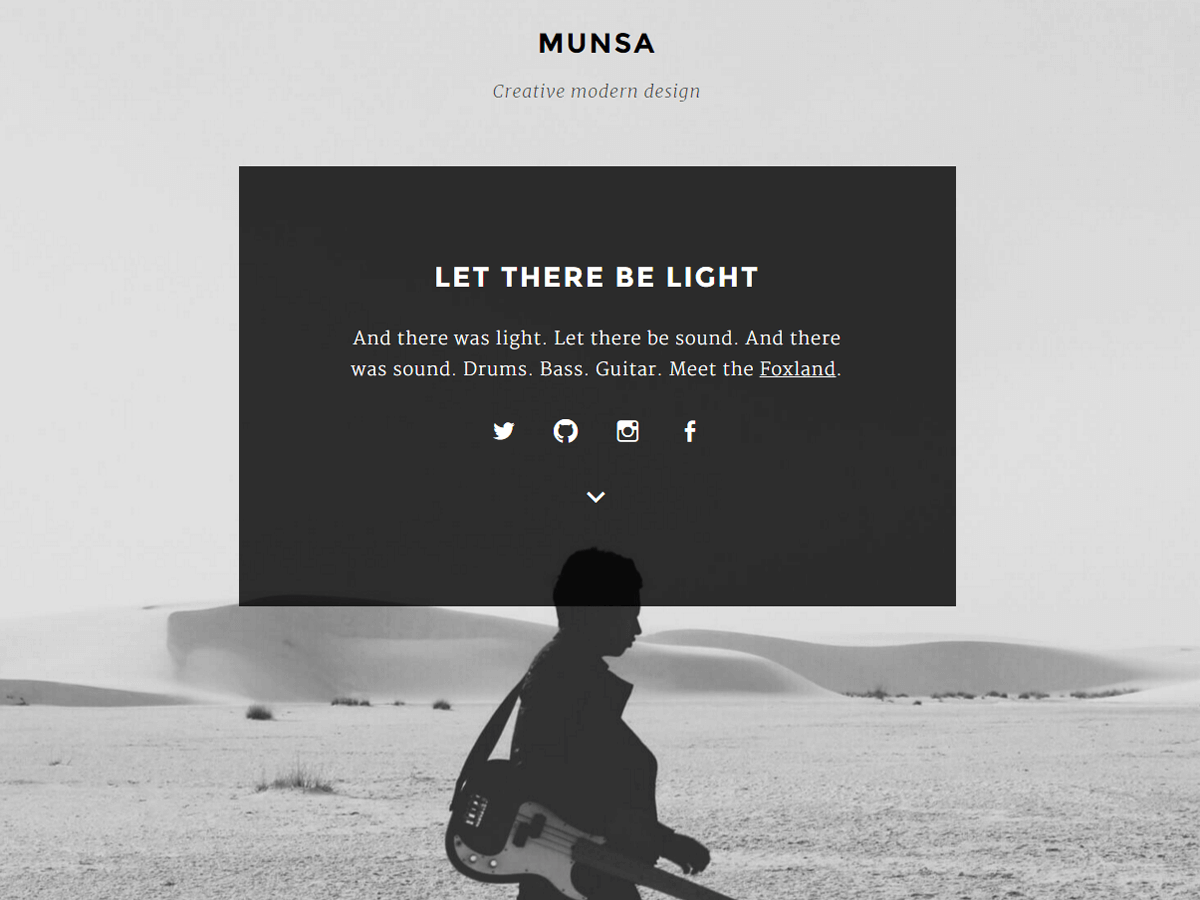 MUNSA
Creative modern design
LET THERE BE LIGHT
And there was light. Let there be sound. And there
was sound. Drums. Bass. Guitar. Meet the Foxland.